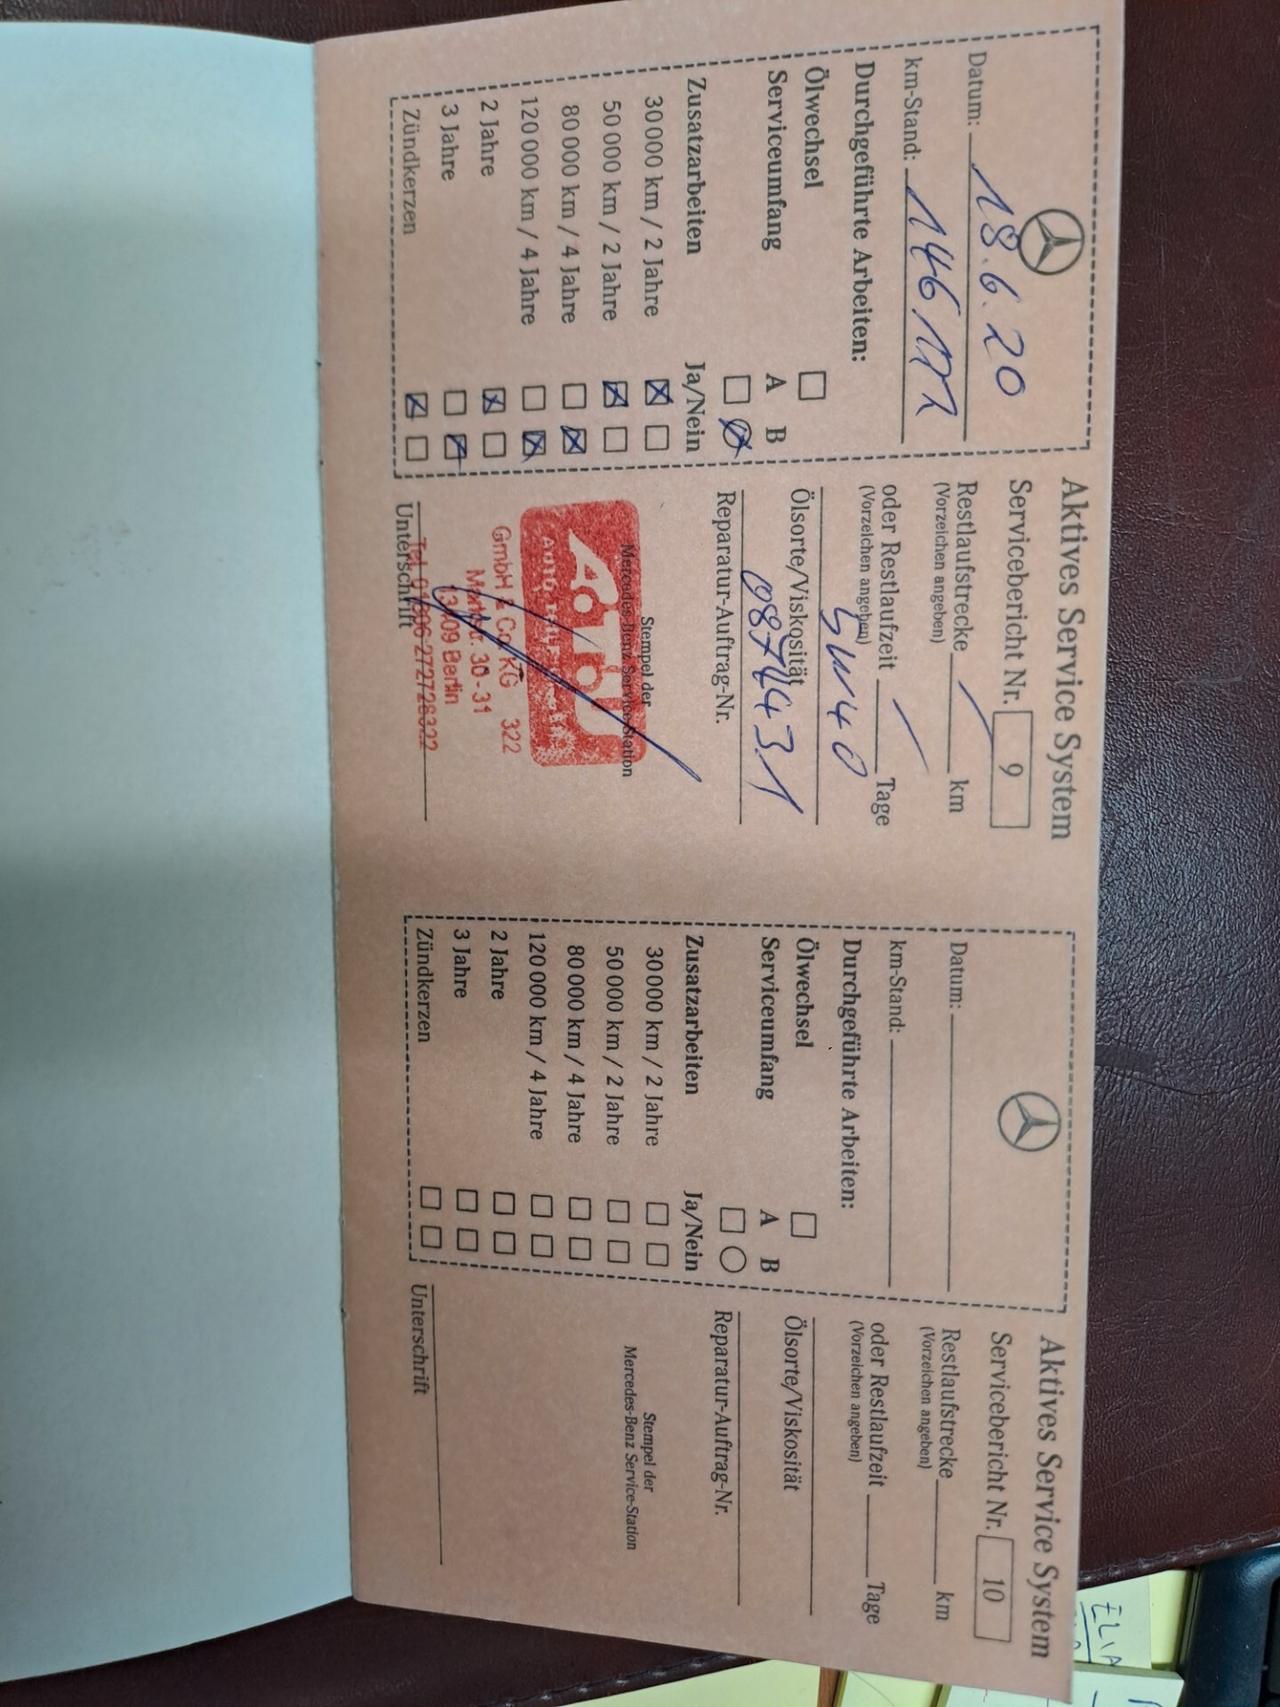 Datum: 18.6.20
km-Stand: 146177
Durchgeführte Arbeiten:
Ölwechsel
A B
Serviceumfang
Zusatzarbeiten Ja/Nein
30 000 km / 2 Jahre
50 000 km / 2 Jahre
80 000 km / 4 Jahre
120 000 km / 4 Jahre
2 Jahre
3 Jahre
Zündkerzen
Aktives Service System
Servicebericht Nr. 9
Restlaufstrecke km
(Vorzeichen angeben)
oder Restlaufzeit Tage
(Vorzeichen angeben)
5W40
Ölsorte/Viskosität
Reparatur-Auftrag-Nr.
Stempel der
Mercedes-Benz Service-Station
ATU
GmbH & Co. KG 322
30 - 31
13409 Berlin
Unterschrift
Datum:
km-Stand:
Durchgeführte Arbeiten:
Ölwechsel
A B
Serviceumfang
Zusatzarbeiten Ja/Nein
30 000 km / 2 Jahre
50 000 km / 2 Jahre
80 000 km / 4 Jahre
120 000 km / 4 Jahre
2 Jahre
3 Jahre
Zündkerzen
Aktives Service System
Servicebericht Nr. 10
Restlaufstrecke km
(Vorzeichen angeben)
oder Restlaufzeit Tage
(Vorzeichen angeben)
Ölsorte/Viskosität
Reparatur-Auftrag-Nr.
Stempel der
Mercedes-Benz Service-Station
Unterschrift
ELIA